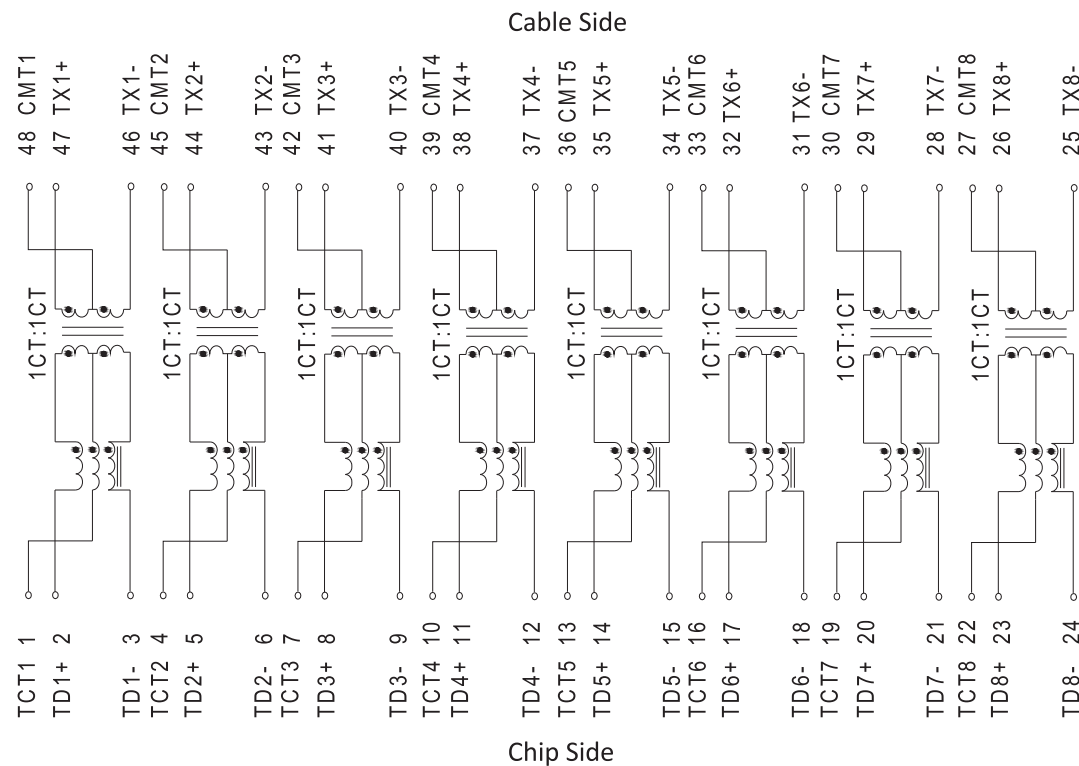 Cable Side
48 CMT1
47 TX1+
46 TX1-
45 CMT2
44 TX2+
43 TX2-
42 CMT3
41 TX3+
40 TX3-
39 CMT4
38 TX4+
37 TX4-
36 CMT5
35 TX5+
34 TX5-
33 CMT6
32 TX6+
31 TX6-
30 CMT7
29 TX7+
28 TX7-
27 CMT8
26 TX8+
25 TX8-
1CT:1CT
1CT:1CT
1CT:1CT
1CT:1CT
1CT:1CT
1CT:1CT
1CT:1CT
1CT:1CT
TCT1 1
TD1+ 2
TD1- 3
TCT2 4
TD2+ 5
TD2- 6
TCT3 7
TD3+ 8
TD3- 9
TCT4 10
TD4+ 11
TD4- 12
TCT5 13
TD5+ 14
TD5- 15
TCT6 16
TD6+ 17
TD6- 18
TCT7 19
TD7+ 20
TD7- 21
TCT8 22
TD8+ 23
TD8- 24
Chip Side